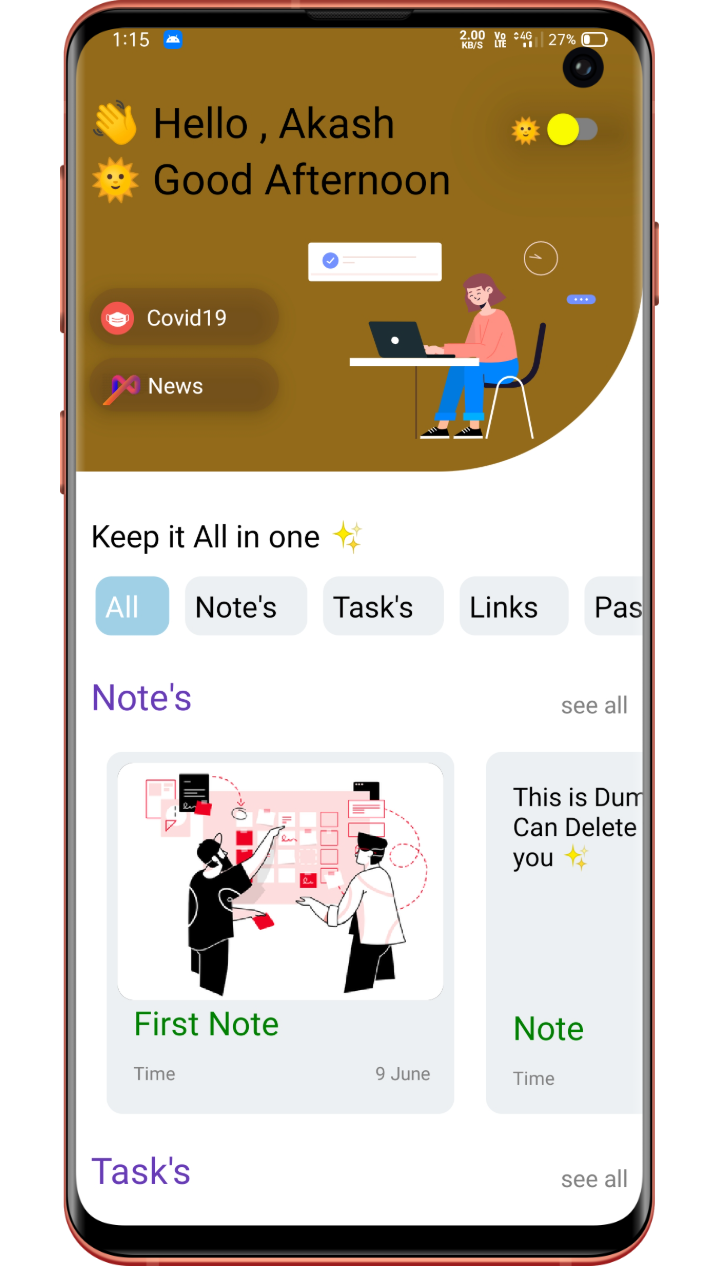 1:15
2.00 KB/S Vo LTE 4G 27%
Hello , Akash
Good Afternoon
Covid19
News
Keep it All in one
All Note's Task's Links Pas
Note's
see all
This is Dum
Can Delete
you
First Note
Time 9 June
Note
Time
Task's
see all